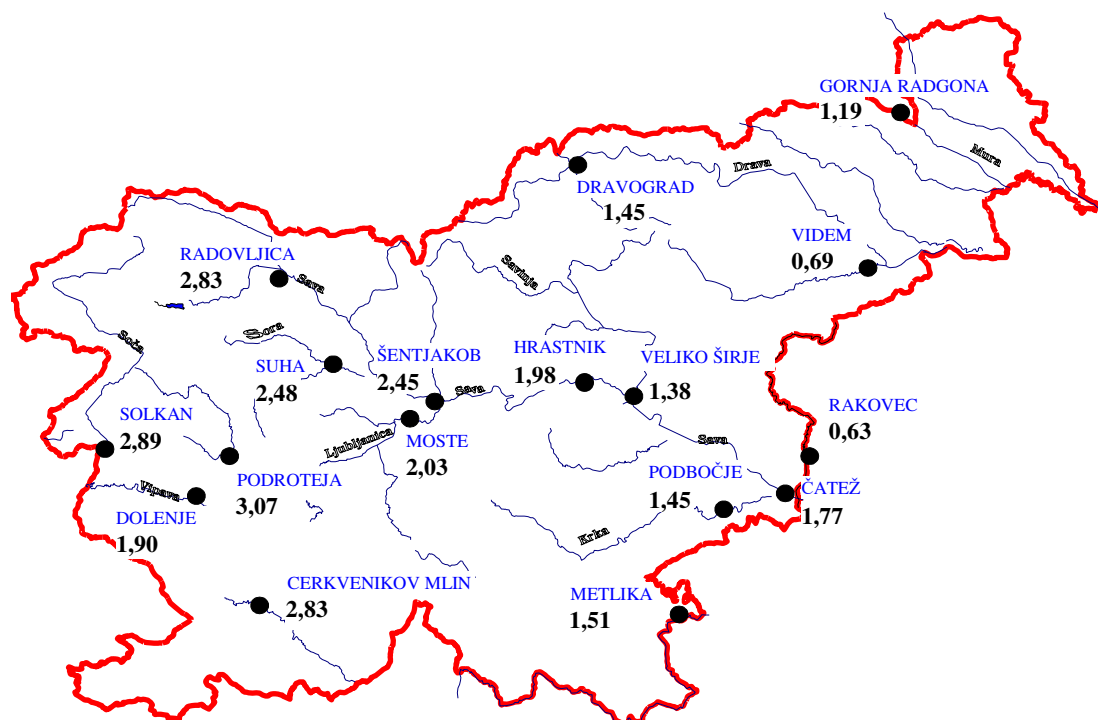 GORNJA RADGONA
1,19
Mura
Drava
DRAVOGRAD
1,45
VIDEM
0,69
RADOVLJICA
2,83
Sava
Savinja
Soča
Sora
SUHA
2,48
ŠENTJAKOB
2,45
Sava
HRASTNIK
1,98
VELIKO ŠIRJE
1,38
SOLKAN
2,89
Ljubljanica
MOSTE
2,03
Sava
RAKOVEC
0,63
PODROTEJA
3,07
Vipava
DOLENJE
1,90
PODBOČJE
1,45
ČATEŽ
1,77
Krka
CERKVENIKOV MLIN
2,83
METLIKA
1,51